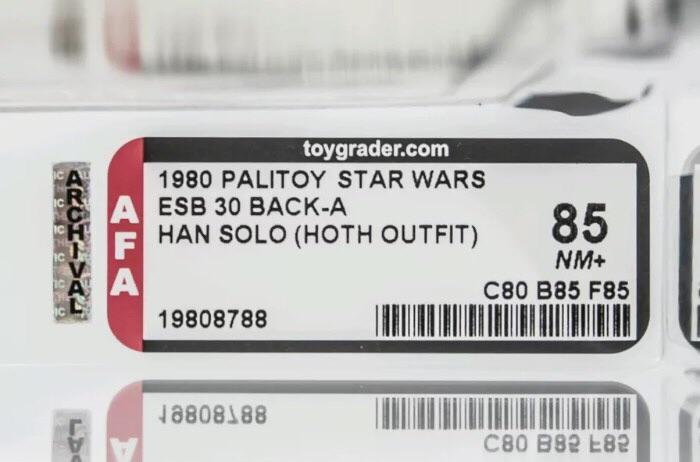 toygrader.com
ARCHIVAL
AFA
1980 PALITOY STAR WARS
ESB 30 BACK-A
HAN SOLO (HOTH OUTFIT)
85
NM+
C80 B85 F85
19808788